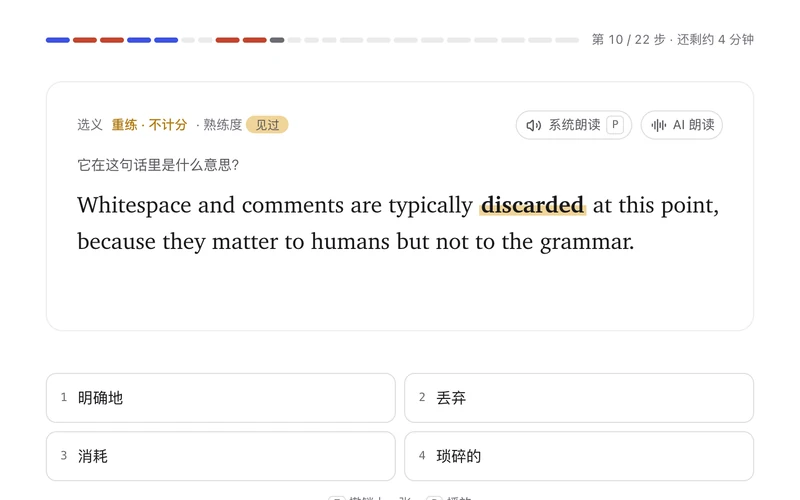 第 10 / 22 步 · 还剩约 4 分钟
选义 重练 · 不计分 · 熟练度 见过
系统朗读 P
AI 朗读
它在这句话里是什么意思?
Whitespace and comments are typically discarded at this point,
because they matter to humans but not to the grammar.
1 明确地
2 丢弃
3 消耗
4 琐碎的